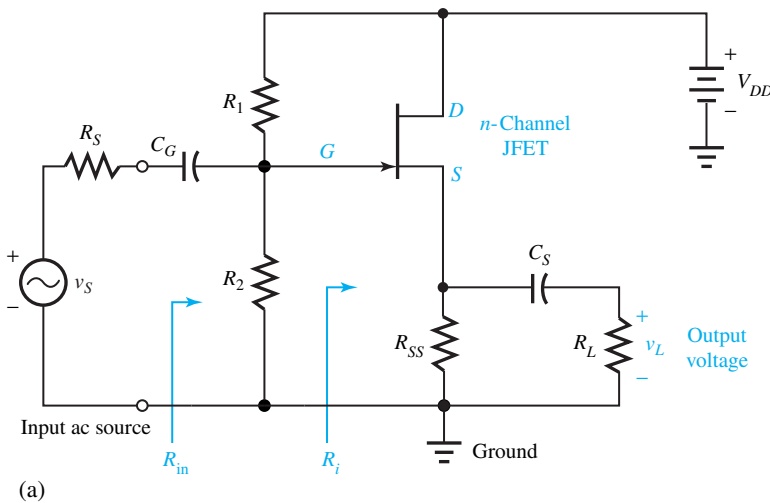 +
V_DD
−
R_1
D
n-Channel
JFET
R_S
C_G
G
S
C_S
+
v_S
−
R_2
R_SS
R_L
+
v_L
−
Output
voltage
Input ac source
R_in
R_i
Ground
(a)